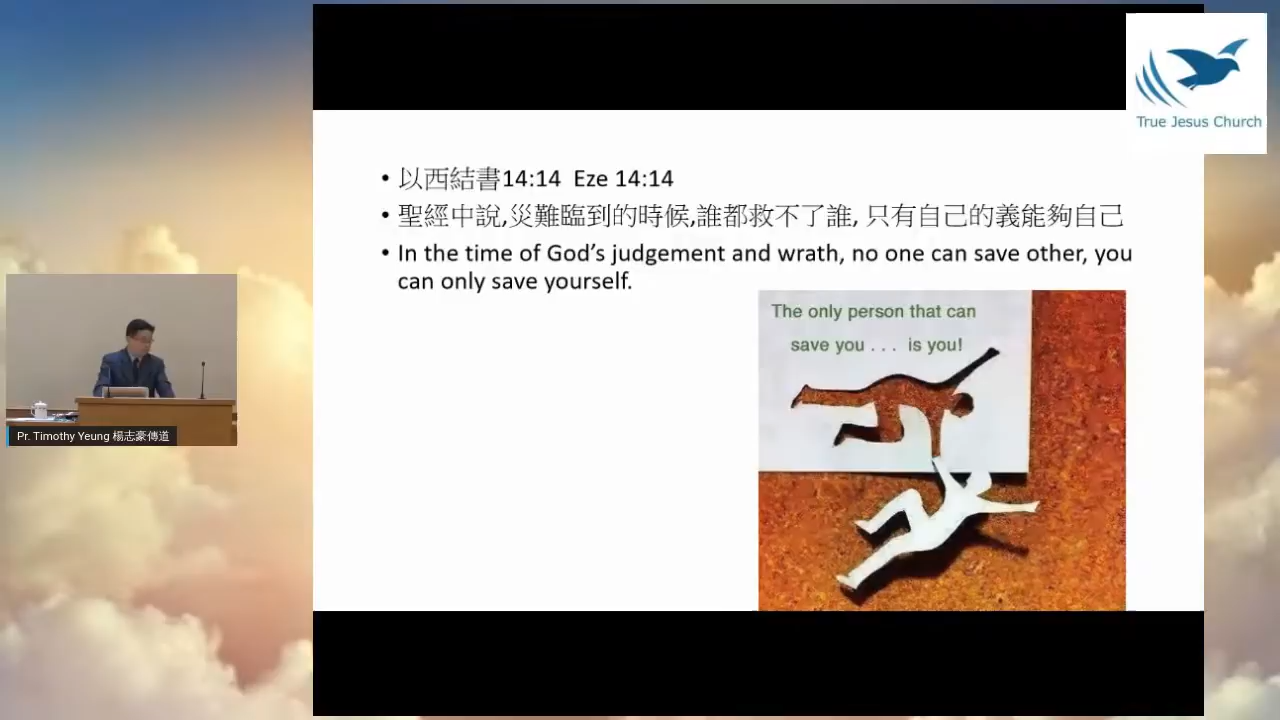 True Jesus Church
• 以西結書14:14 Eze 14:14
• 聖經中說,災難臨到的時候,誰都救不了誰, 只有自己的義能夠自己
• In the time of God’s judgement and wrath, no one can save other, you
can only save yourself.
The only person that can
save you . . . is you!
Pr. Timothy Yeung 楊志豪傳道